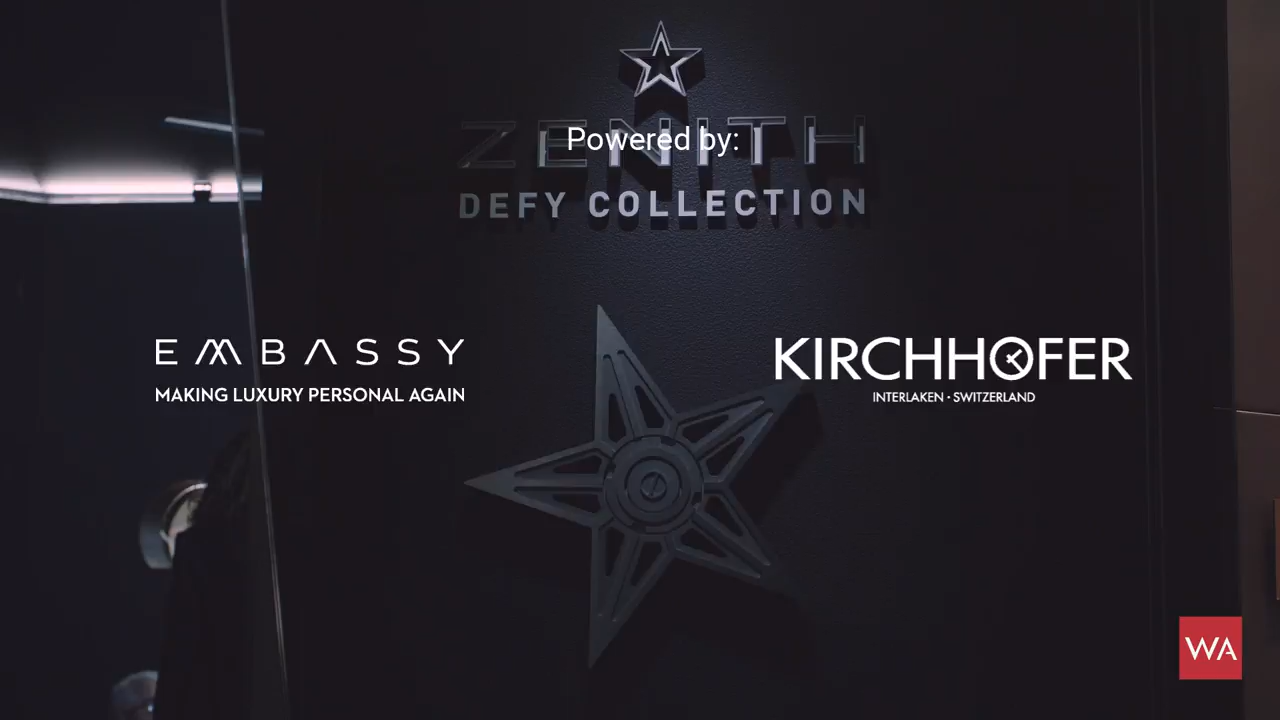 Powered by:
ZENITH
DEFY COLLECTION
EMBASSY
MAKING LUXURY PERSONAL AGAIN
KIRCHHOFER
INTERLAKEN · SWITZERLAND
WA